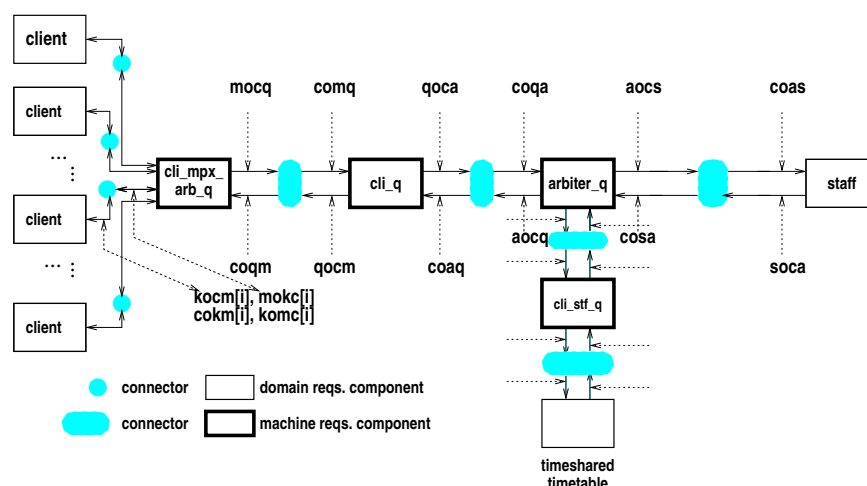 client
mocq
comq
qoca
coqa
aocs
coas
client
... ...
cli_mpx_
arb_q
cli_q
arbiter_q
staff
client
aocq
cosa
... ...
coqm
qocm
coaq
soca
kocm[i], mokc[i]
cokm[i], komc[i]
cli_stf_q
client
connector
domain reqs. component
connector
machine reqs. component
timeshared
timetable